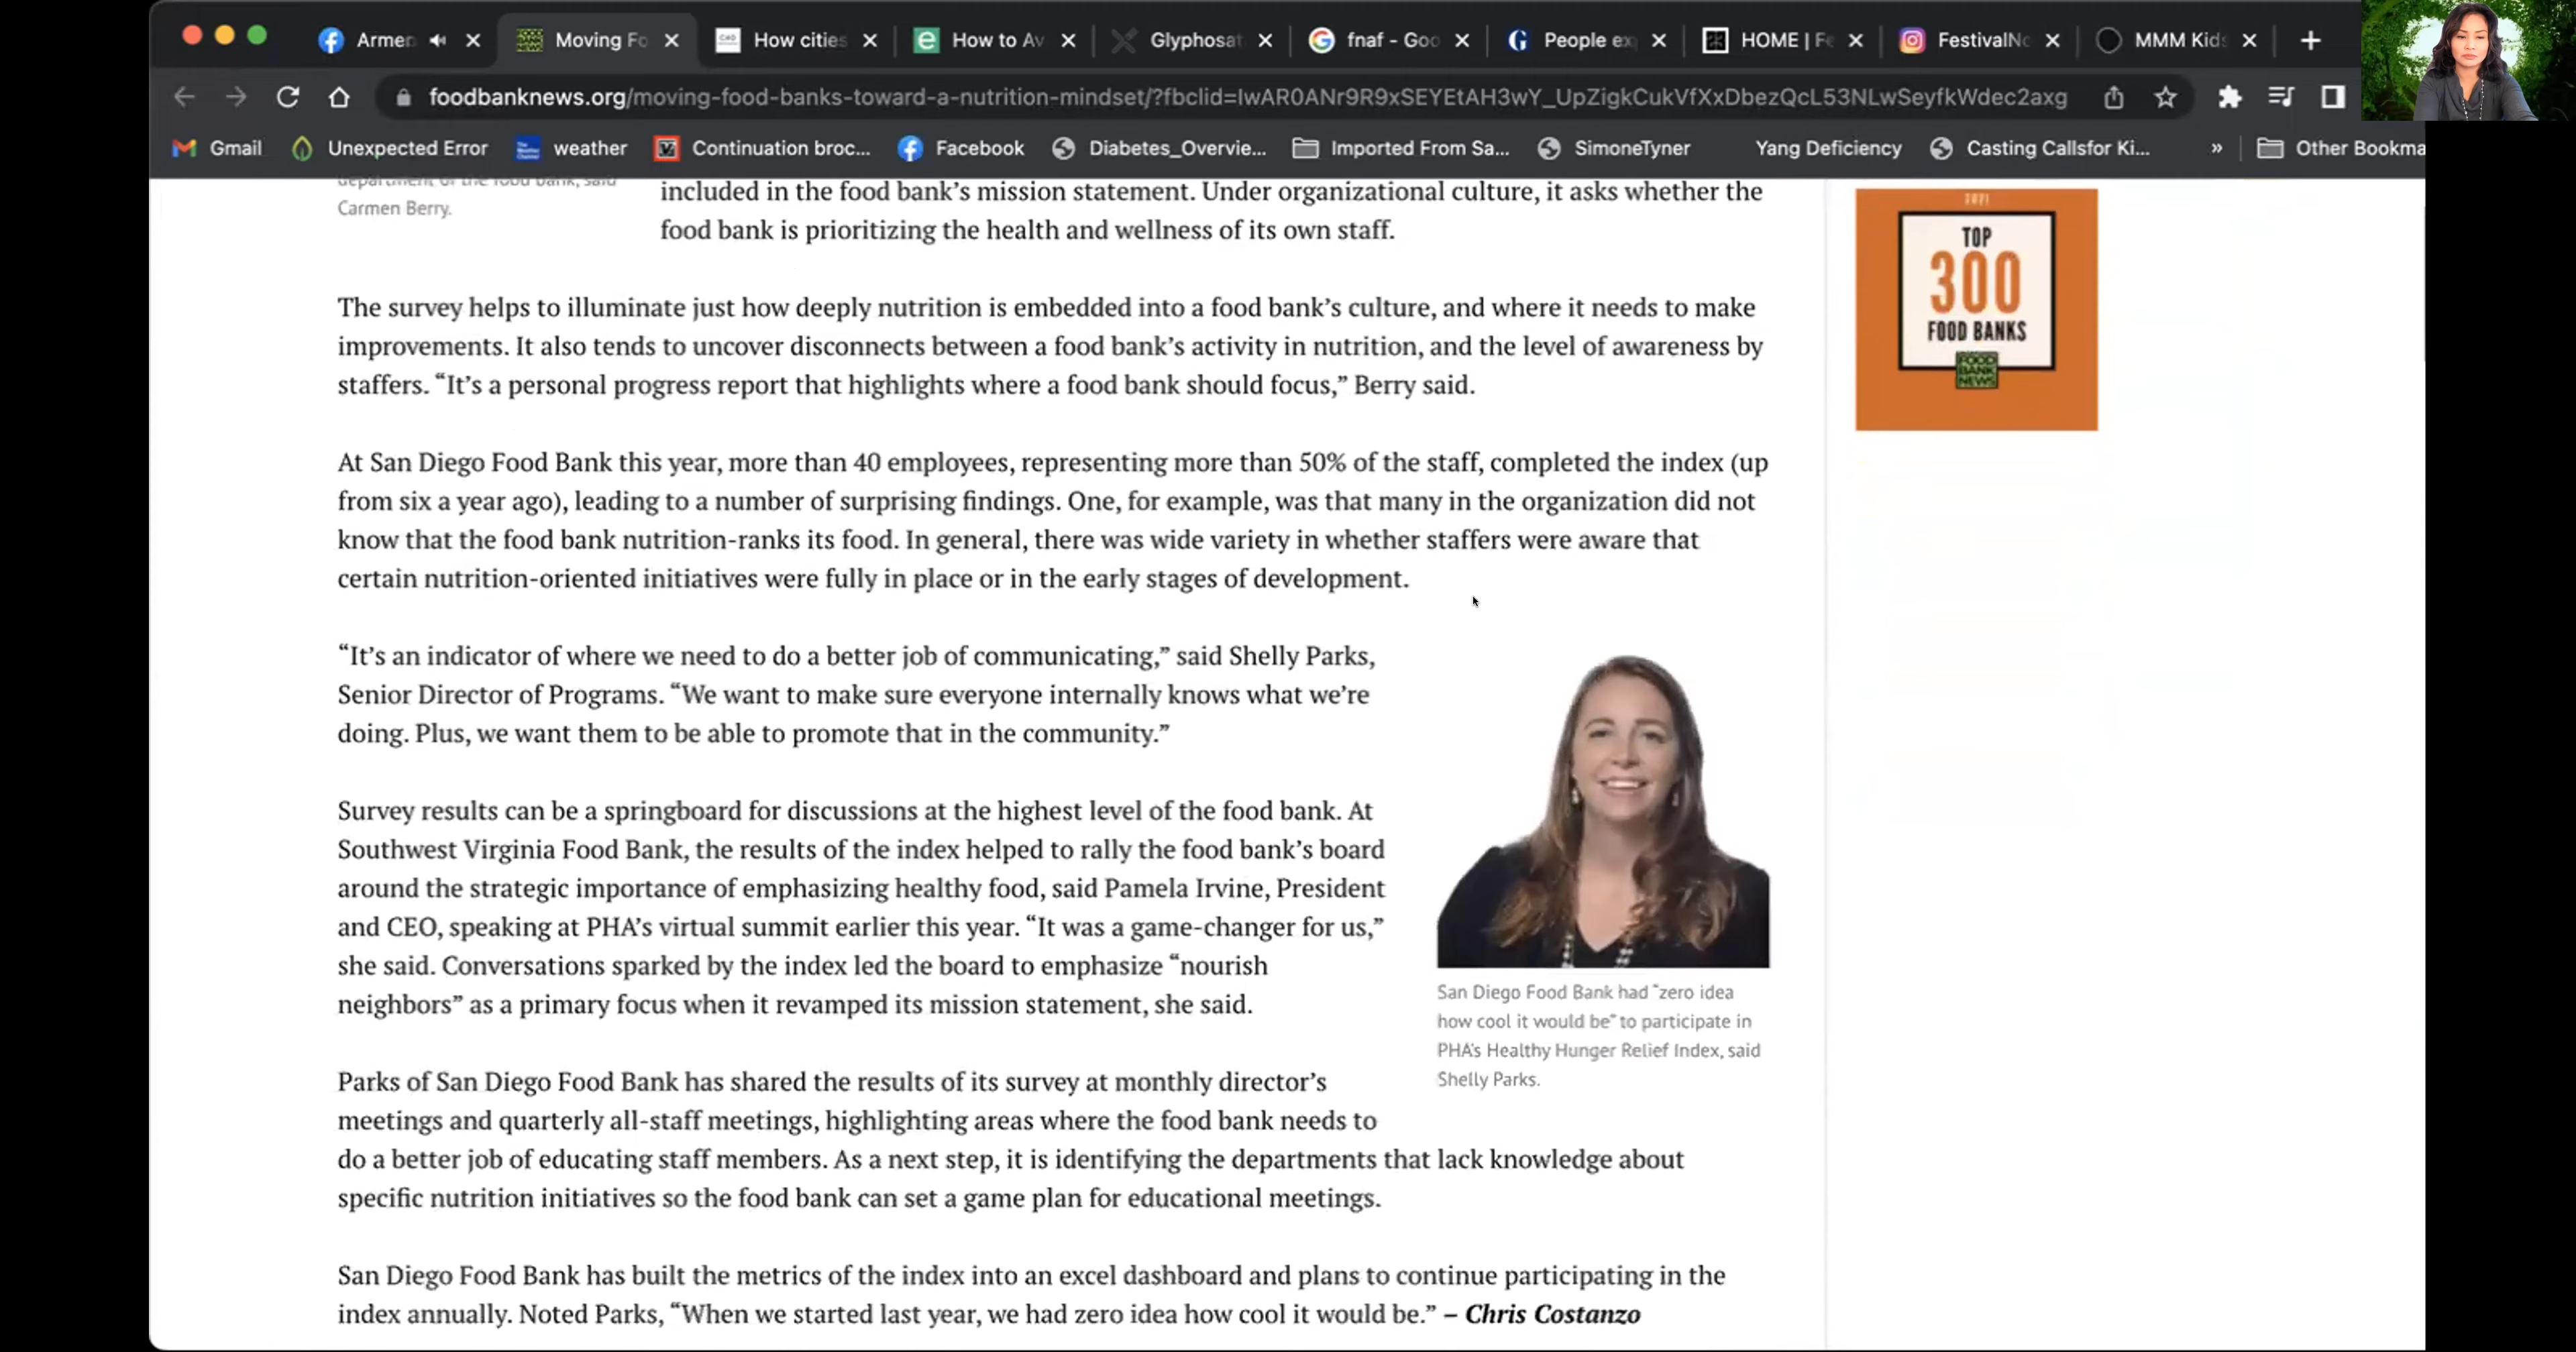 Armen
Moving Fo
How cities
How to Av
Glyphosat
fnaf - Goo
People ex
HOME | Fe
FestivalNo
MMM Kids
foodbanknews.org/moving-food-banks-toward-a-nutrition-mindset/?fbclid=IwAR0ANr9R9xSEYEtAH3wY_UpZigkCukVfXxDbezQcL53NLwSeyfkWdec2axg
Gmail
Unexpected Error
weather
Continuation broc...
Facebook
Diabetes_Overvie...
Imported From Sa...
SimoneTyner
Yang Deficiency
Casting Callsfor Ki...
»
Other Bookma
department of the food bank, said
Carmen Berry.
included in the food bank’s mission statement. Under organizational culture, it asks whether the
food bank is prioritizing the health and wellness of its own staff.
The survey helps to illuminate just how deeply nutrition is embedded into a food bank’s culture, and where it needs to make
improvements. It also tends to uncover disconnects between a food bank’s activity in nutrition, and the level of awareness by
staffers. “It’s a personal progress report that highlights where a food bank should focus,” Berry said.
At San Diego Food Bank this year, more than 40 employees, representing more than 50% of the staff, completed the index (up
from six a year ago), leading to a number of surprising findings. One, for example, was that many in the organization did not
know that the food bank nutrition-ranks its food. In general, there was wide variety in whether staffers were aware that
certain nutrition-oriented initiatives were fully in place or in the early stages of development.
“It’s an indicator of where we need to do a better job of communicating,” said Shelly Parks,
Senior Director of Programs. “We want to make sure everyone internally knows what we’re
doing. Plus, we want them to be able to promote that in the community.”
Survey results can be a springboard for discussions at the highest level of the food bank. At
Southwest Virginia Food Bank, the results of the index helped to rally the food bank’s board
around the strategic importance of emphasizing healthy food, said Pamela Irvine, President
and CEO, speaking at PHA’s virtual summit earlier this year. “It was a game-changer for us,”
she said. Conversations sparked by the index led the board to emphasize “nourish
neighbors” as a primary focus when it revamped its mission statement, she said.
San Diego Food Bank had “zero idea
how cool it would be” to participate in
PHA’s Healthy Hunger Relief Index, said
Shelly Parks.
Parks of San Diego Food Bank has shared the results of its survey at monthly director’s
meetings and quarterly all-staff meetings, highlighting areas where the food bank needs to
do a better job of educating staff members. As a next step, it is identifying the departments that lack knowledge about
specific nutrition initiatives so the food bank can set a game plan for educational meetings.
San Diego Food Bank has built the metrics of the index into an excel dashboard and plans to continue participating in the
index annually. Noted Parks, “When we started last year, we had zero idea how cool it would be.” – Chris Costanzo
2021
TOP
300
FOOD BANKS
FOOD
BANK
NEWS